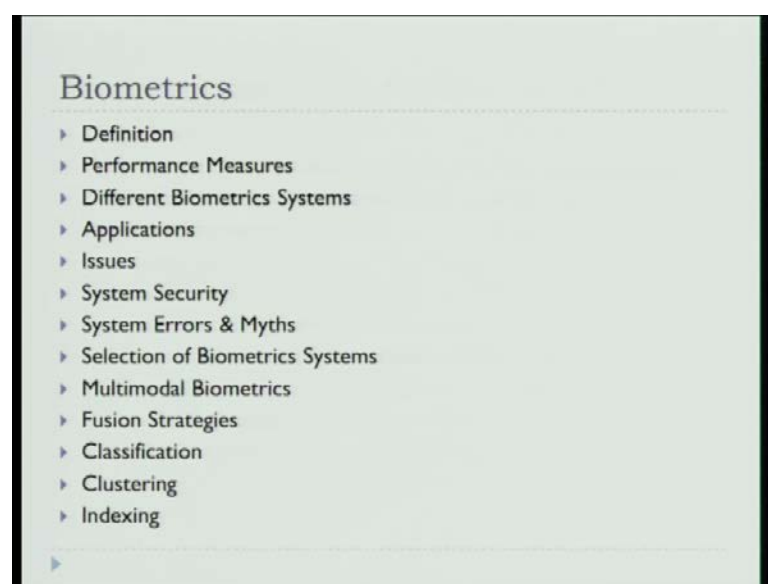 Biometrics
Definition
Performance Measures
Different Biometrics Systems
Applications
Issues
System Security
System Errors & Myths
Selection of Biometrics Systems
Multimodal Biometrics
Fusion Strategies
Classification
Clustering
Indexing